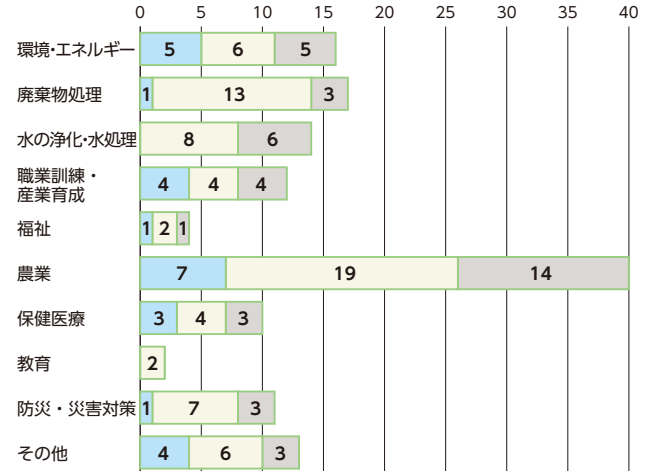 0 5 10 15 20 25 30 35 40
環境・エネルギー 5 6 5
廃棄物処理 1 13 3
水の浄化・水処理 8 6
職業訓練・
産業育成 4 4 4
福祉 1 2 1
農業 7 19 14
保健医療 3 4 3
教育 2
防災・災害対策 1 7 3
その他 4 6 3